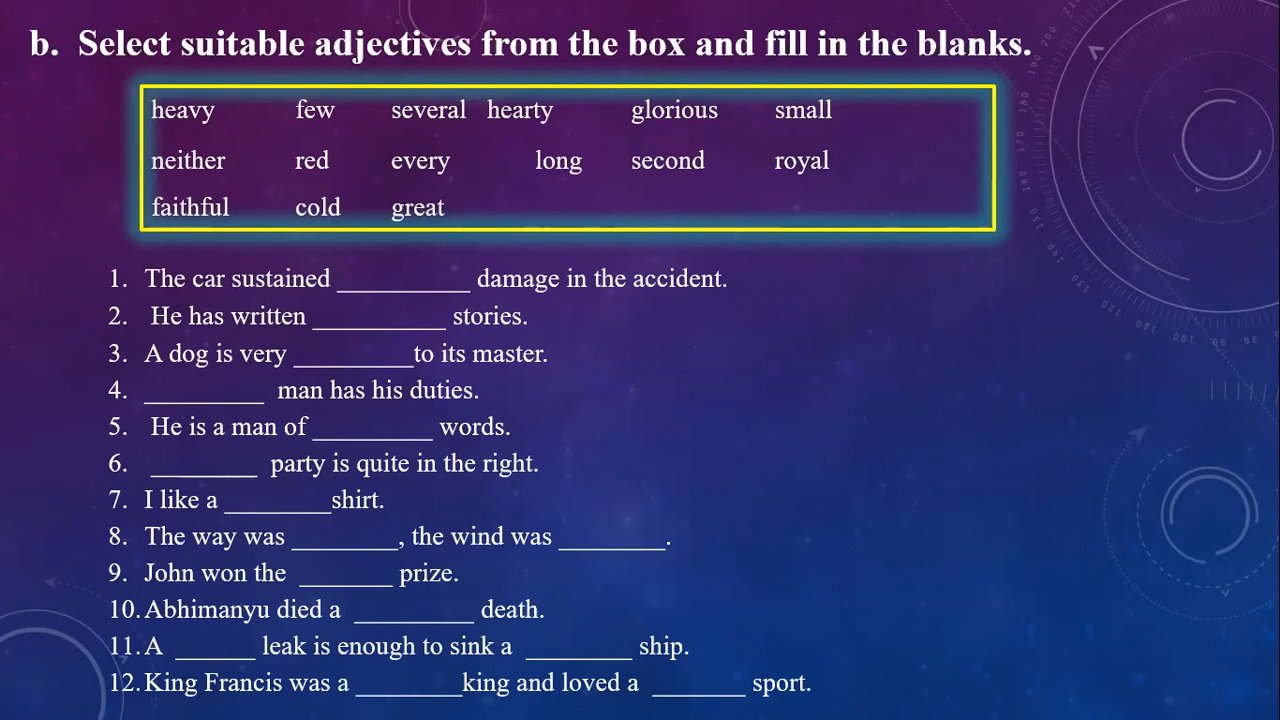 b. Select suitable adjectives from the box and fill in the blanks.
heavy few several hearty glorious small
neither red every long second royal
faithful cold great
1. The car sustained __________ damage in the accident.
2. He has written __________ stories.
3. A dog is very _________to its master.
4. _________ man has his duties.
5. He is a man of _________ words.
6. ________ party is quite in the right.
7. I like a ________shirt.
8. The way was ________, the wind was ________.
9. John won the _______ prize.
10. Abhimanyu died a _________ death.
11. A ______ leak is enough to sink a ________ ship.
12. King Francis was a ________king and loved a _______ sport.